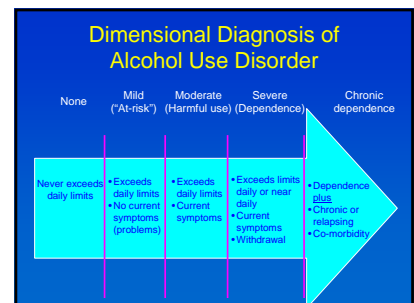 Dimensional Diagnosis of
Alcohol Use Disorder
None
Mild
("At-risk")
Moderate
(Harmful use)
Severe
(Dependence)
Chronic
dependence
Never exceeds
daily limits
• Exceeds
daily limits
• No current
symptoms
(problems)
• Exceeds
daily limits
• Current
symptoms
• Exceeds limits
daily or near
daily
• Current
symptoms
• Withdrawal
• Dependence
plus
• Chronic or
relapsing
• Co-morbidity